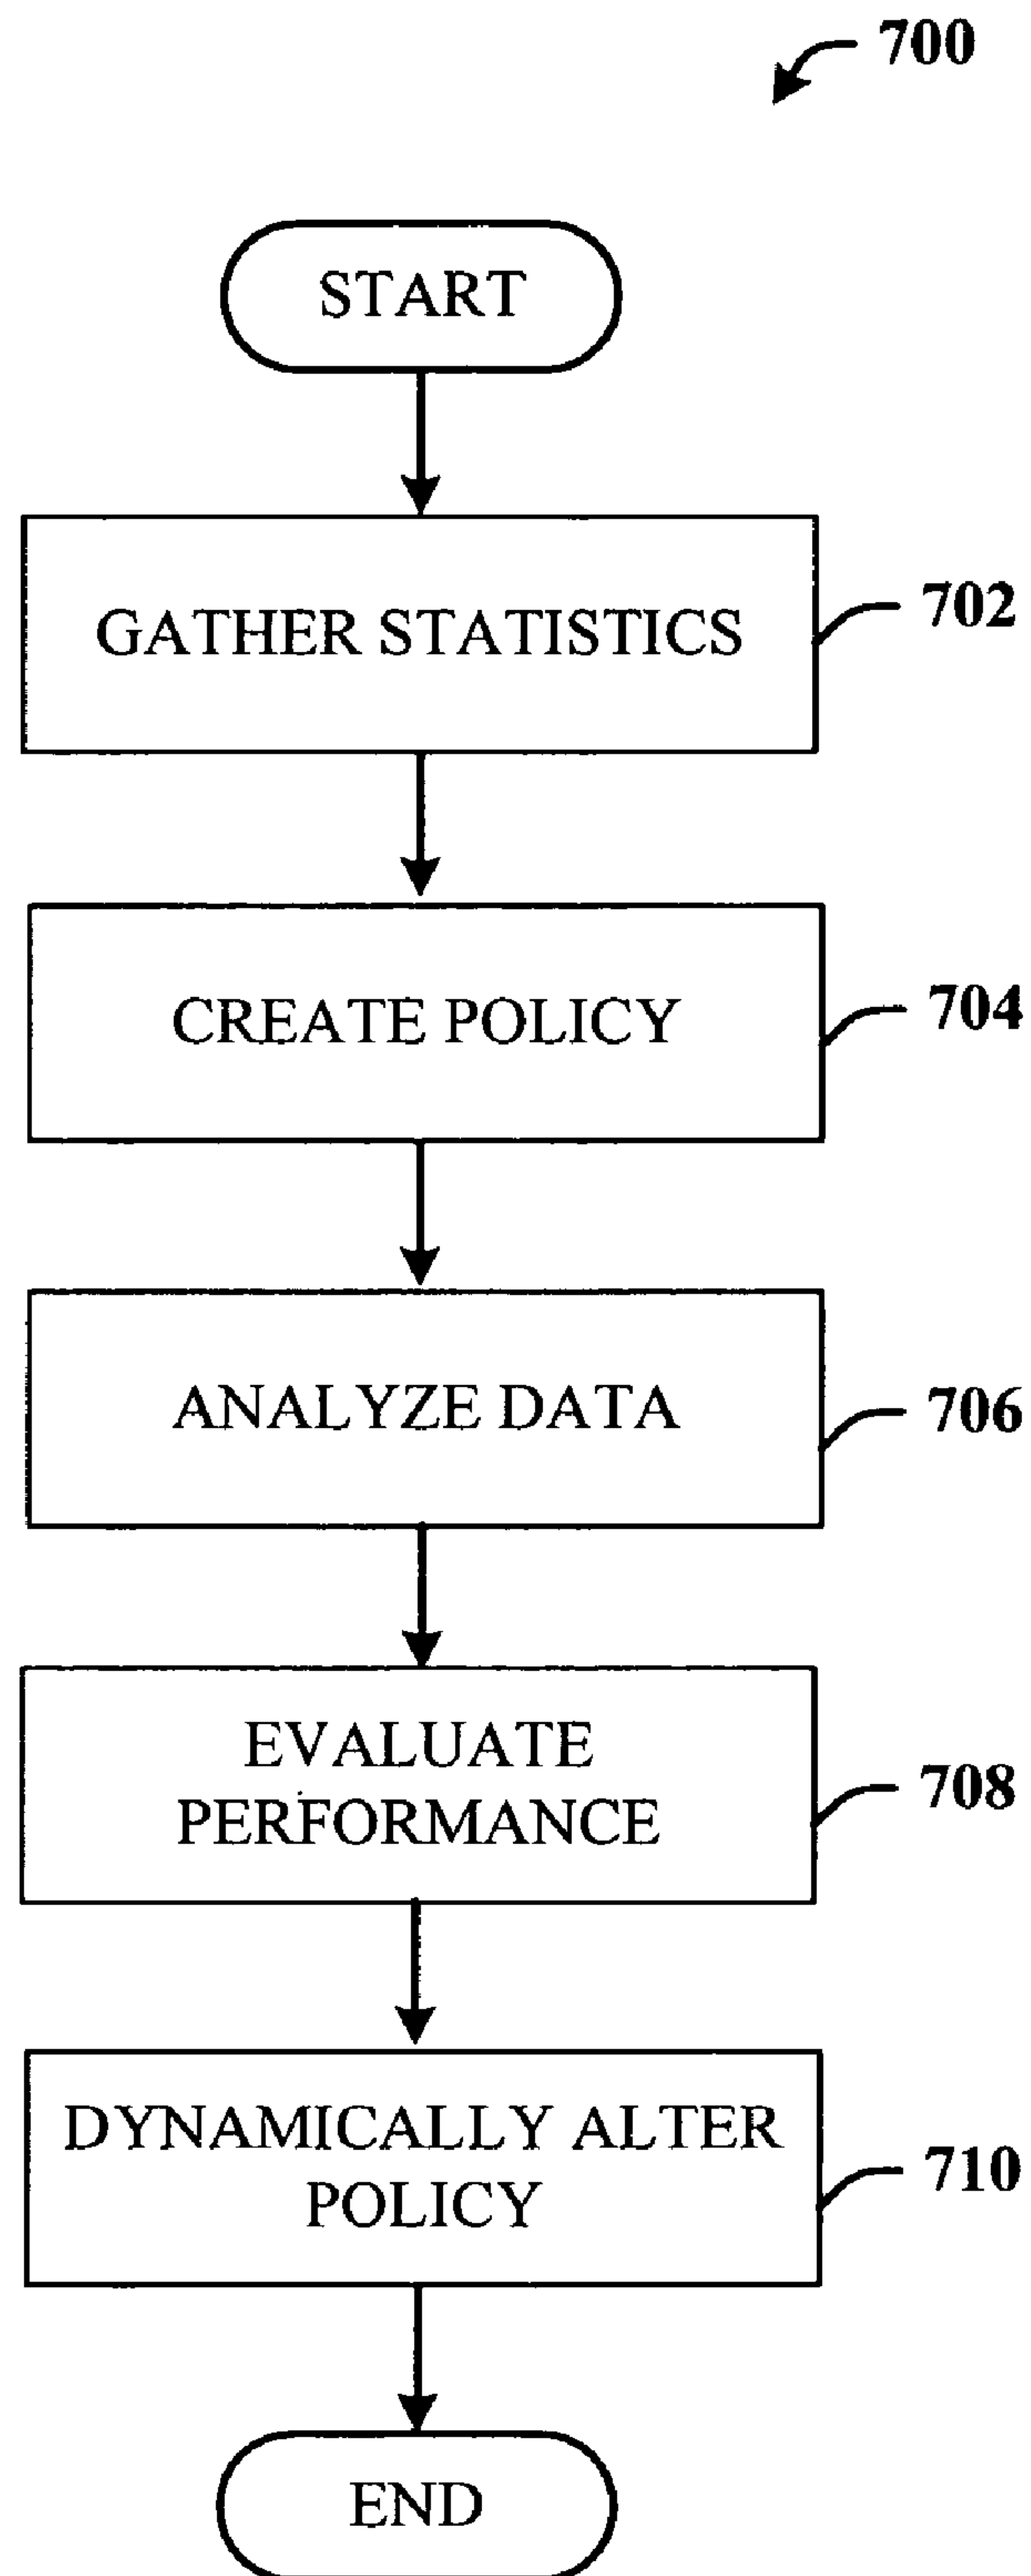 700
START
GATHER STATISTICS
702
CREATE POLICY
704
ANALYZE DATA
706
EVALUATE
PERFORMANCE
708
DYNAMICALLY ALTER
POLICY
710
END